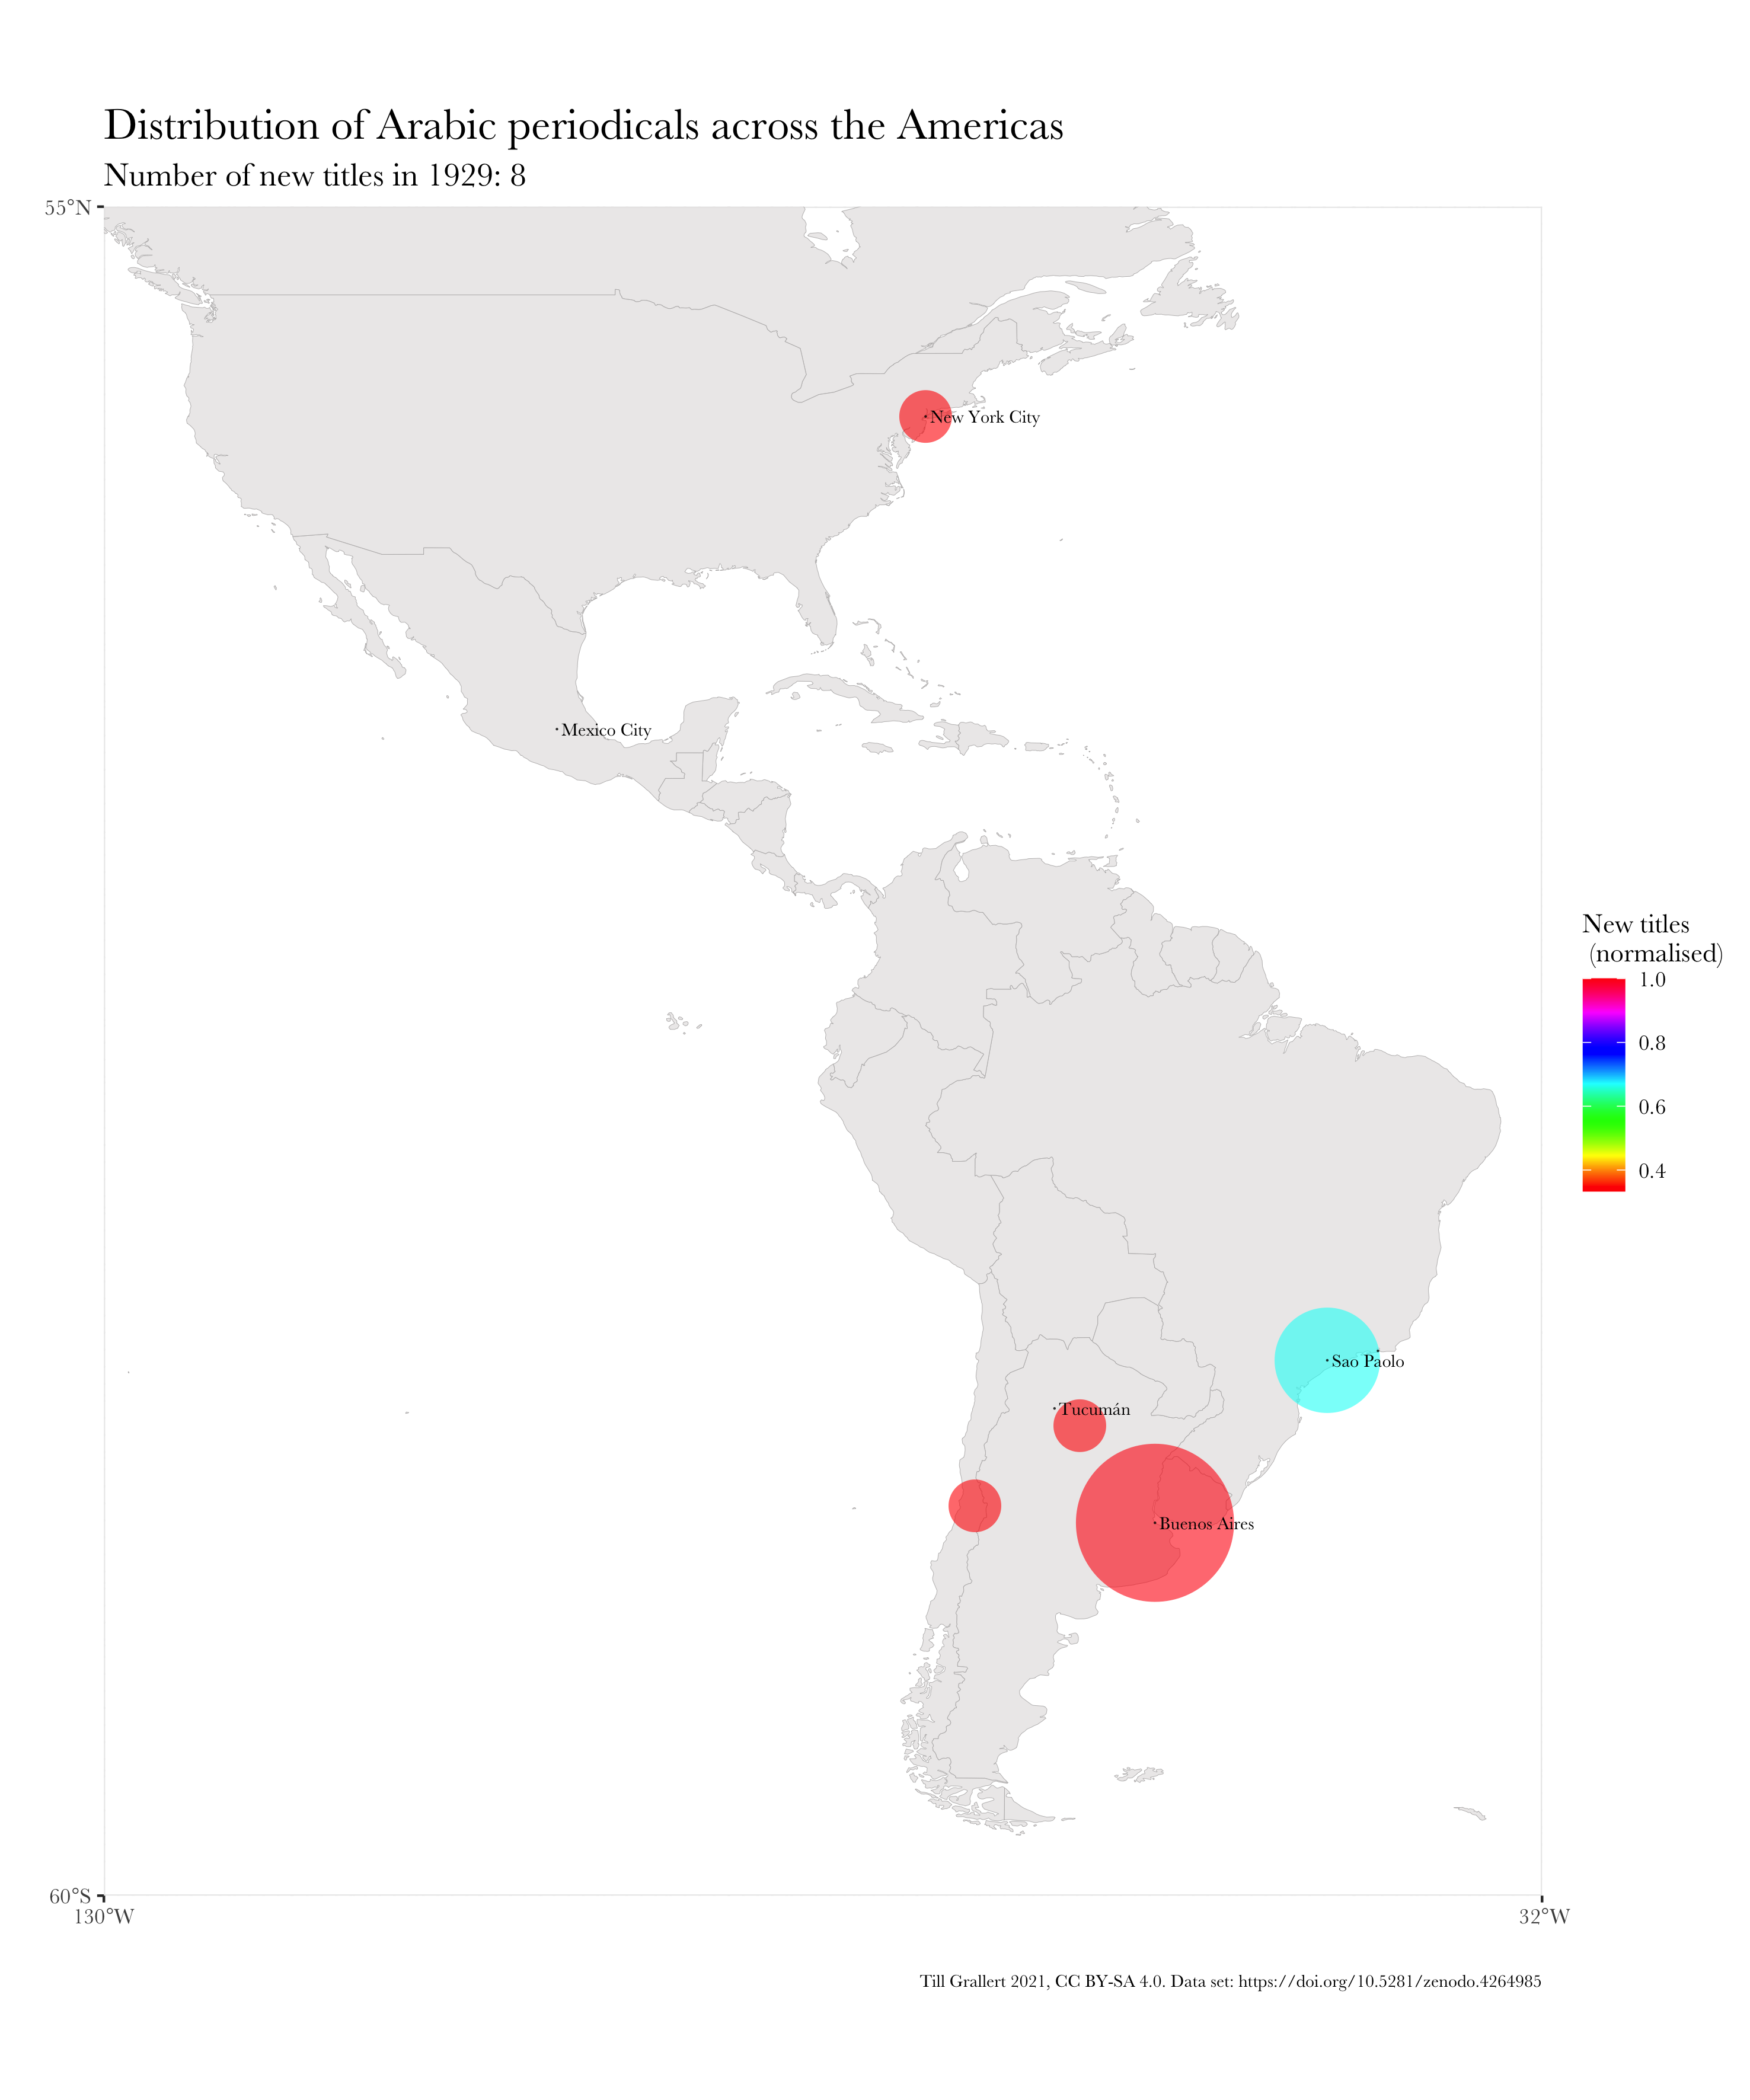 Distribution of Arabic periodicals across the Americas
Number of new titles in 1929: 8
55°N
New York City
Mexico City
New titles
(normalised)
1.0
0.8
0.6
0.4
Sao Paolo
Tucumán
Buenos Aires
60°S
130°W
32°W
Till Grallert 2021, CC BY-SA 4.0. Data set: https://doi.org/10.5281/zenodo.4264985